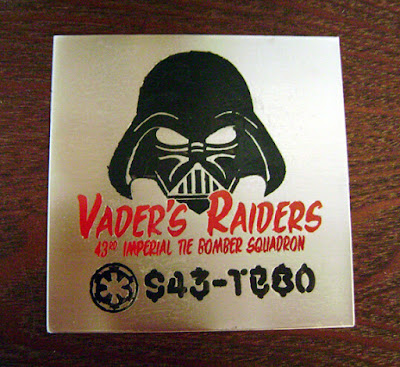 VADER'S RAIDERS
43RD IMPERIAL TIE BOMBER SQUADRON
S43-TB80